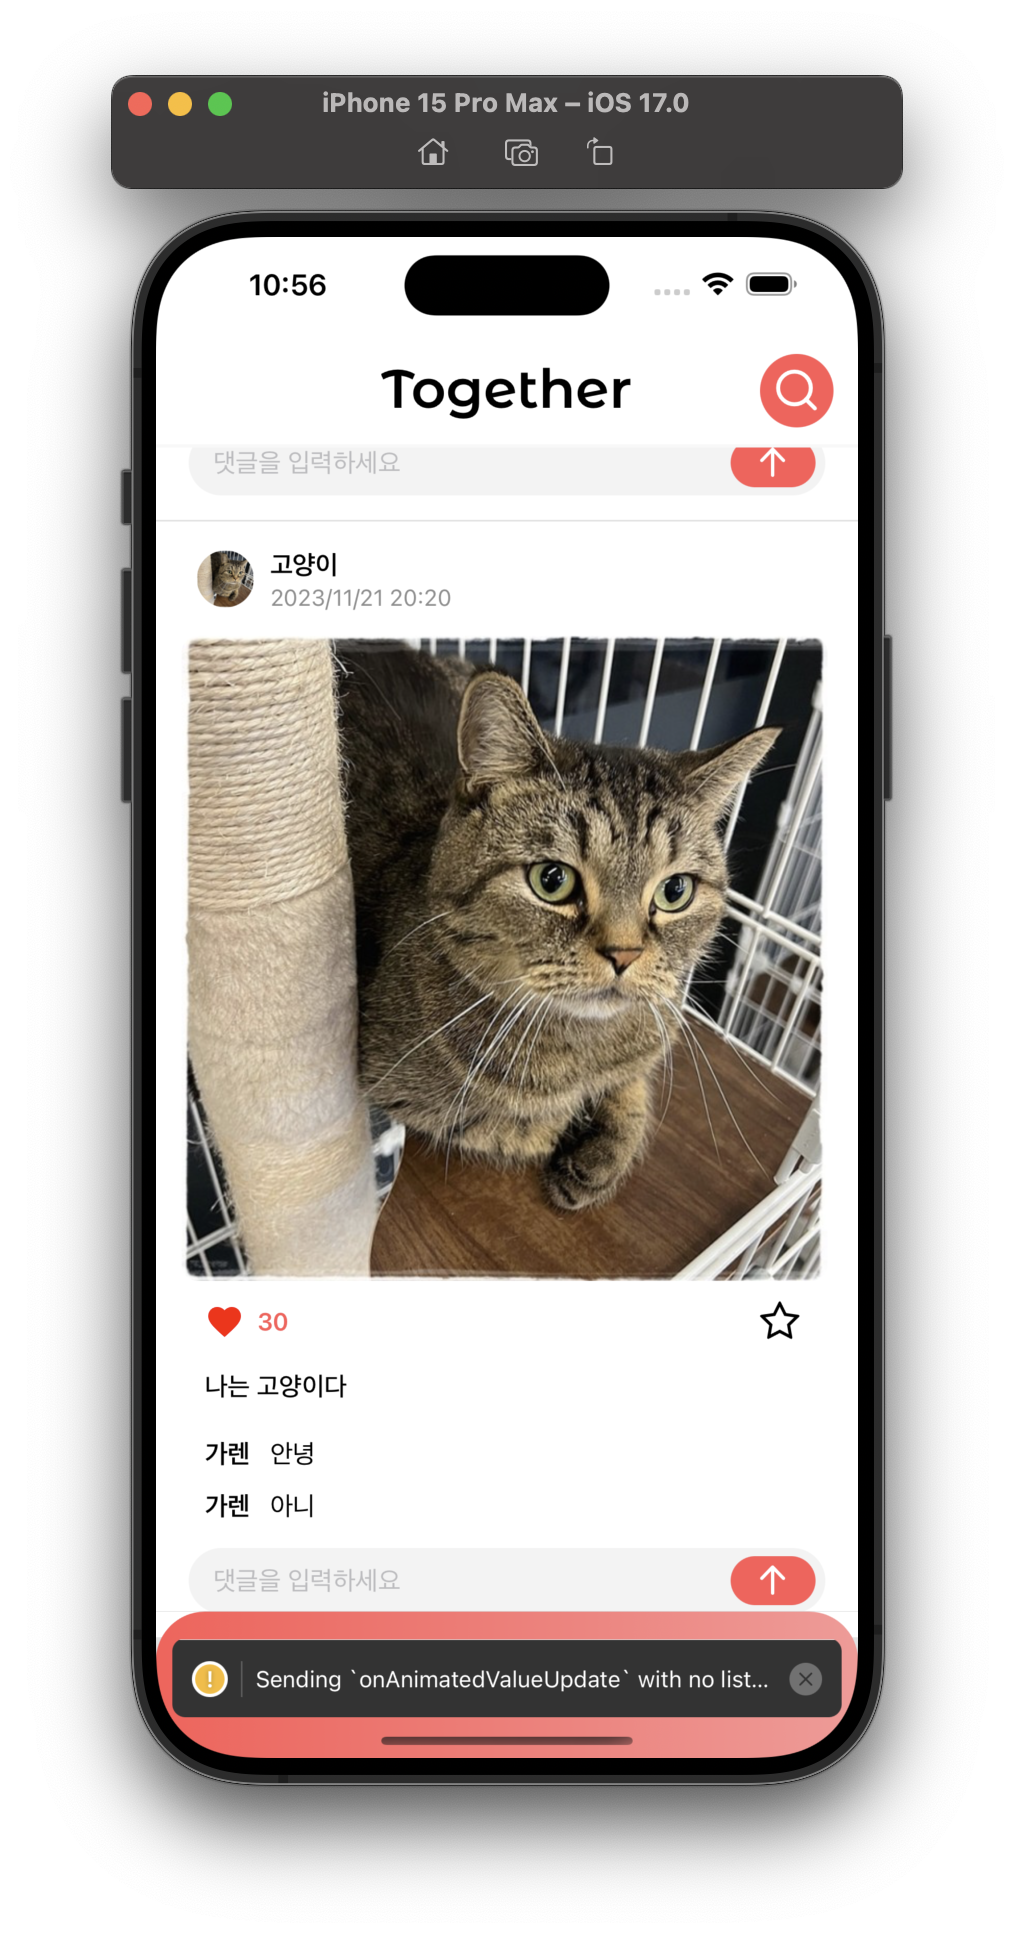 iPhone 15 Pro Max – iOS 17.0
10:56
Together
댓글을 입력하세요
고양이
2023/11/21 20:20
30
나는 고양이다
가렌 안녕
가렌 아니
댓글을 입력하세요
! Sending `onAnimatedValueUpdate` with no list...